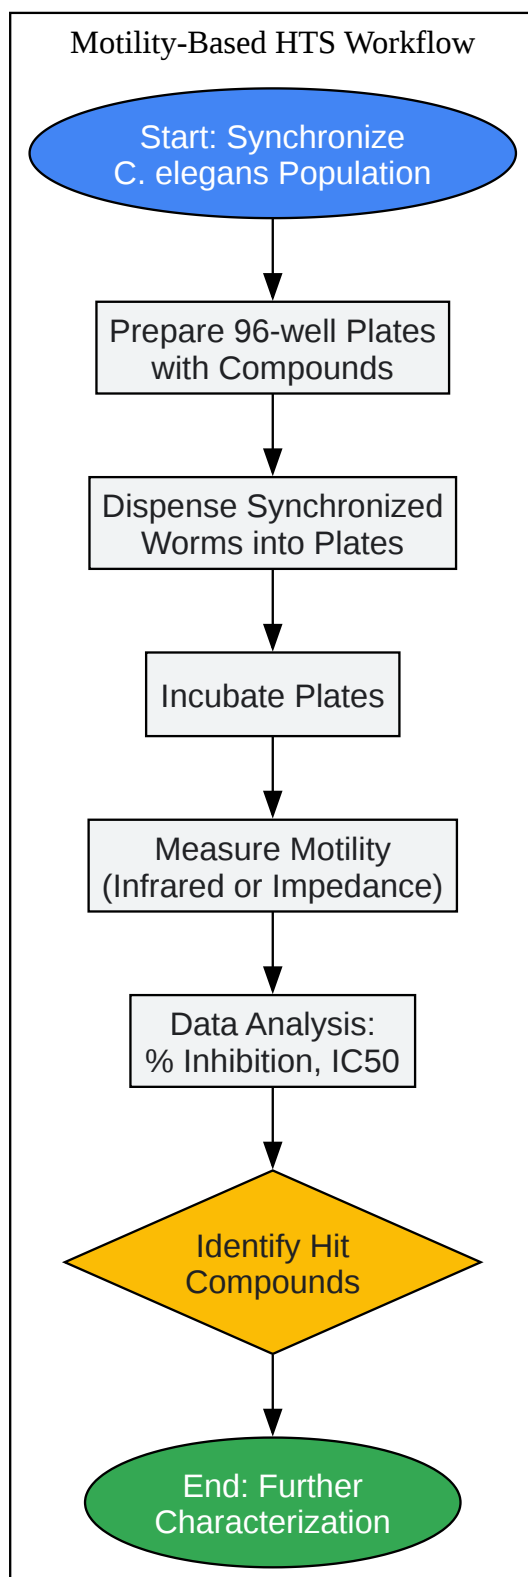 Motility-Based HTS Workflow
Start: Synchronize
C. elegans Population
Prepare 96-well Plates
with Compounds
Dispense Synchronized
Worms into Plates
Incubate Plates
Measure Motility
(Infrared or Impedance)
Data Analysis:
% Inhibition, IC50
Identify Hit
Compounds
End: Further
Characterization